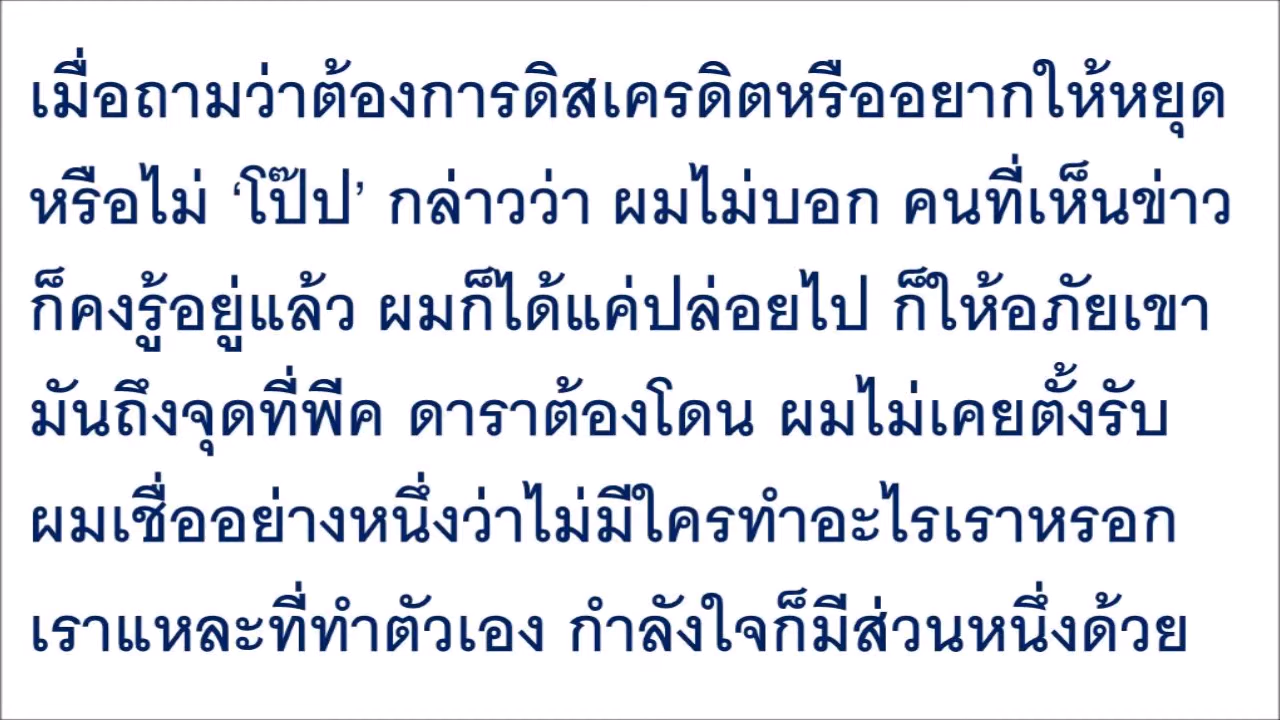 เมื่อถามว่าต้องการดิสเครดิตหรืออยากให้หยุด
หรือไม่ ‘โป๊ป’ กล่าวว่า ผมไม่บอก คนที่เห็นข่าว
ก็คงรู้อยู่แล้ว ผมก็ได้แค่ปล่อยไป ก็ให้อภัยเขา
มันถึงจุดที่พีค ดาราต้องโดน ผมไม่เคยตั้งรับ
ผมเชื่ออย่างหนึ่งว่าไม่มีใครทำอะไรเราหรอก
เราแหละที่ทำตัวเอง กำลังใจก็มีส่วนหนึ่งด้วย